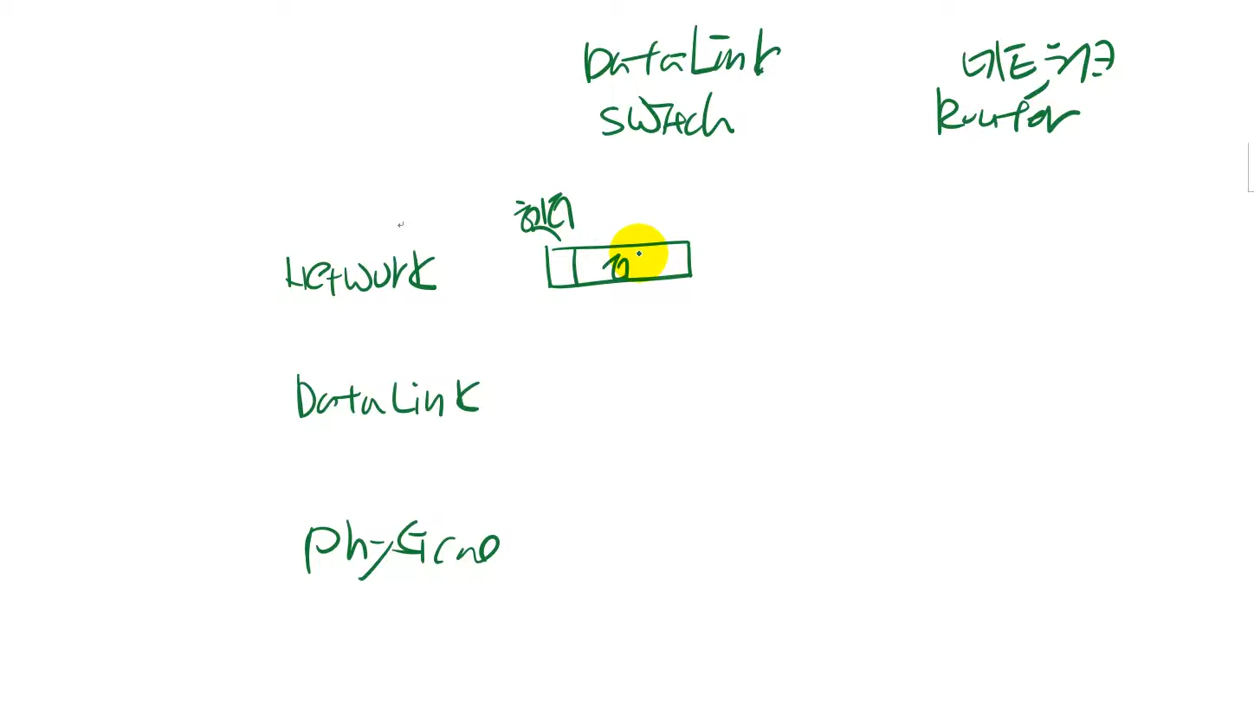 DataLink
switch
네트워크
Router
헤더
Network
DataLink
Physical